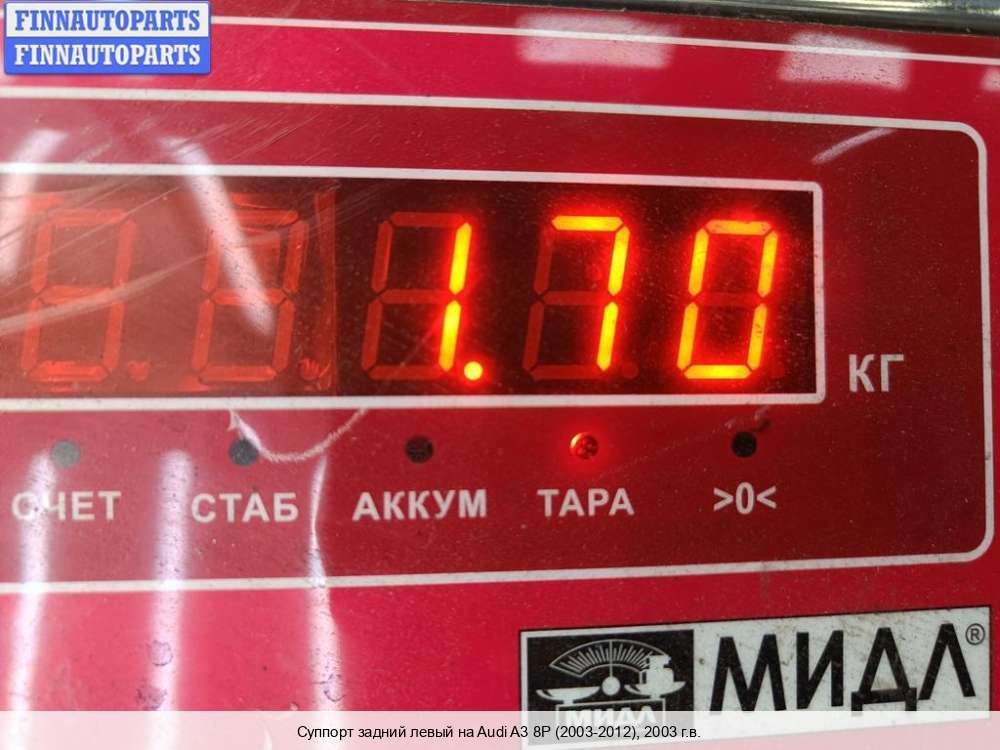 FINNAUTOPARTS
FINNAUTOPARTS
1.70
КГ
СЧЕТ СТАБ АККУМ ТАРА >0<
МИДЛ®
МИДЛ
Суппорт задний левый на Audi A3 8P (2003-2012), 2003 г.в.